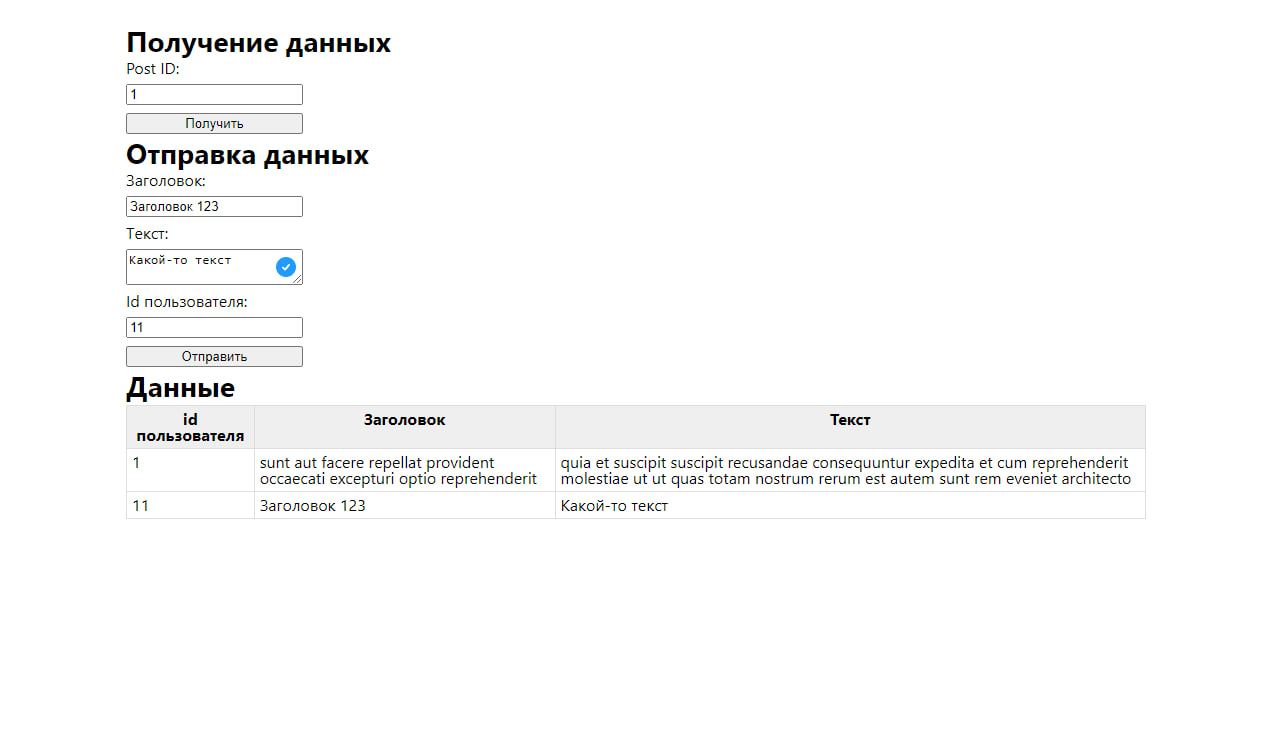 Получение данных
Post ID:
1
Получить
Отправка данных
Заголовок:
Заголовок 123
Текст:
Какой-то текст
Id пользователя:
11
Отправить
Данные
id пользователя Заголовок Текст
1 sunt aut facere repellat provident quia et suscipit suscipit recusandae consequuntur expedita et cum reprehenderit
occaecati excepturi optio reprehenderit molestiae ut ut quas totam nostrum rerum est autem sunt rem eveniet architecto
11 Заголовок 123 Какой-то текст